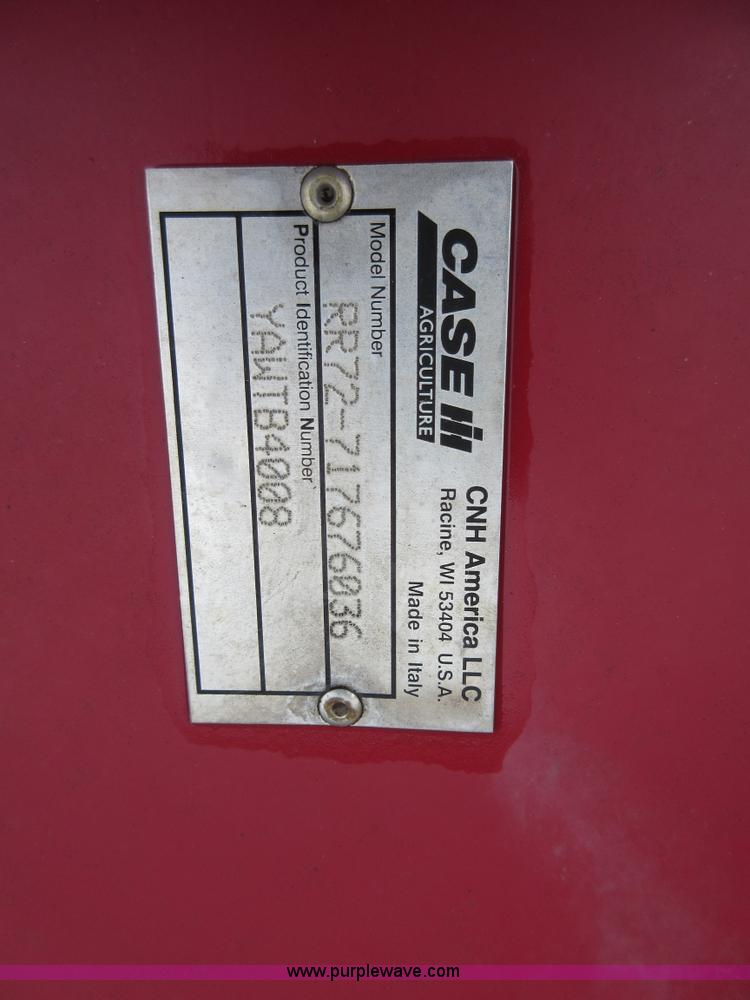 CASE IH
AGRICULTURE
CNH America LLC
Racine, WI 53404 U.S.A.
Made in Italy
Model Number
RR72-717676036
Product Identification Number
YAWTB4008
www.purplewave.com